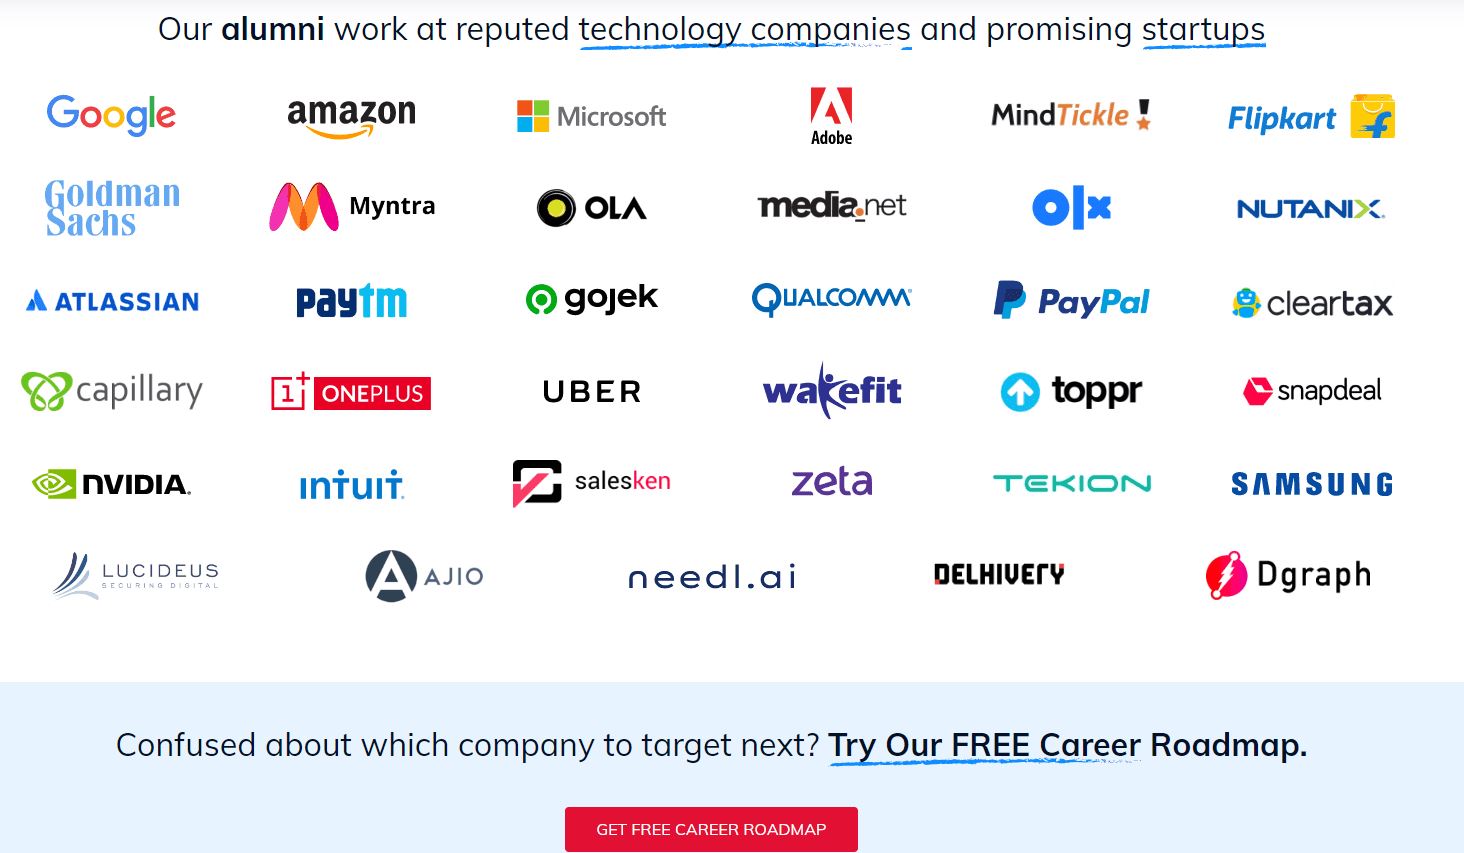 Our alumni work at reputed technology companies and promising startups
Google
amazon
Microsoft
Adobe
MindTickle!
Flipkart
Goldman
Sachs
Myntra
OLA
media.net
olx
NUTANIX
ATLASSIAN
paytm
gojek
QUALCOMM®
PayPal
cleartax
capillary
1+ ONEPLUS
UBER
wakefit
toppr
snapdeal
NVIDIA.
intuit.
salesken
zeta
TEKION
SAMSUNG
LUCIDEUS
SECURING DIGITAL
AJIO
needl.ai
DELHIVERY
Dgraph
Confused about which company to target next? Try Our FREE Career Roadmap.
GET FREE CAREER ROADMAP